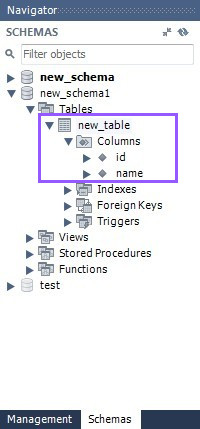 Navigator
SCHEMAS
Filter objects
new_schema
new_schema1
Tables
new_table
Columns
id
name
Indexes
Foreign Keys
Triggers
Views
Stored Procedures
Functions
test
Management Schemas